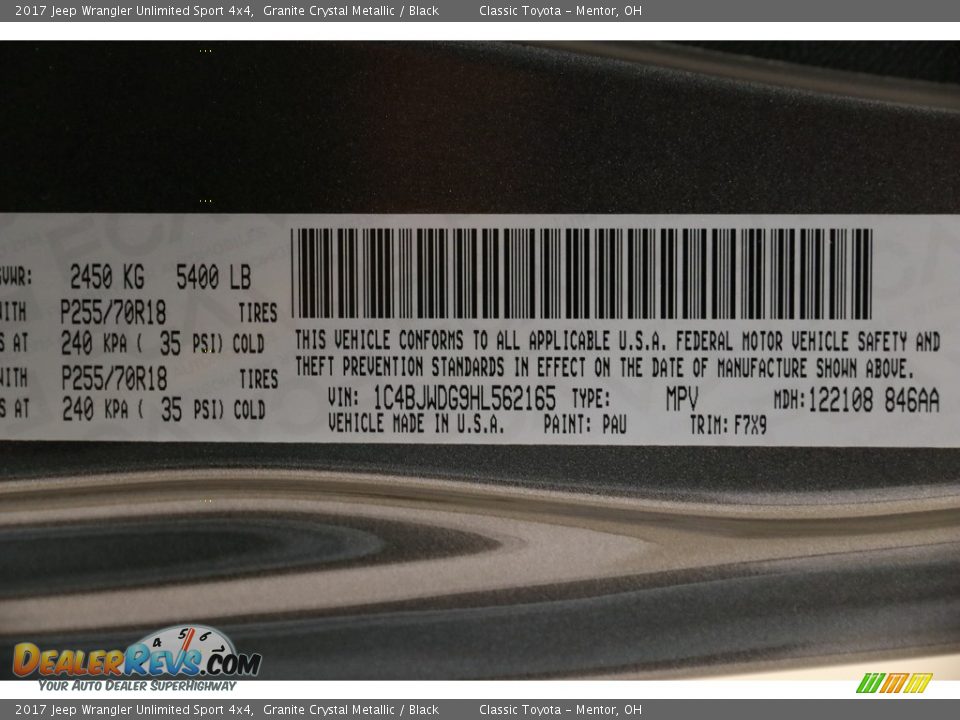 2017 Jeep Wrangler Unlimited Sport 4x4, Granite Crystal Metallic / Black Classic Toyota - Mentor, OH
2450 KG 5400 LB
P255/70R18 TIRES
AT 240 KPA ( 35 PSI) COLD
P255/70R18 TIRES
AT 240 KPA ( 35 PSI) COLD
THIS VEHICLE CONFORMS TO ALL APPLICABLE U.S.A. FEDERAL MOTOR VEHICLE SAFETY AND
THEFT PREVENTION STANDARDS IN EFFECT ON THE DATE OF MANUFACTURE SHOWN ABOVE.
VIN: 1C4BJWDG9HL562165 TYPE: MPV MDH: 122108 846AA
VEHICLE MADE IN U.S.A. PAINT: PAU TRIM: F7X9
4 5 6
DEALERREVS.COM
YOUR AUTO DEALER SUPERHIGHWAY
2017 Jeep Wrangler Unlimited Sport 4x4, Granite Crystal Metallic / Black Classic Toyota - Mentor, OH